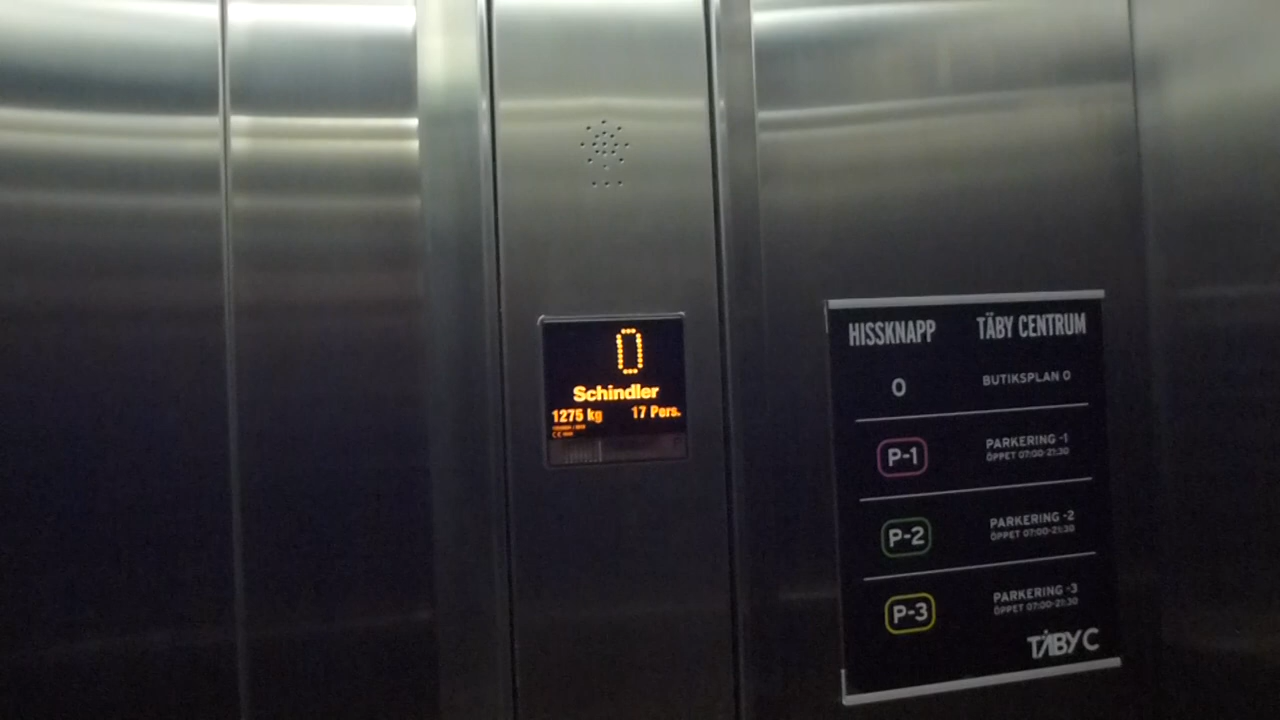 0
Schindler
1275 kg 17 Pers.
HISSKNAPP TÄBY CENTRUM
0 BUTIKSPLAN 0
P-1 PARKERING -1
ÖPPET 07:00-21:30
P-2 PARKERING -2
ÖPPET 07:00-21:30
P-3 PARKERING -3
ÖPPET 07:00-21:30
TÄBY C